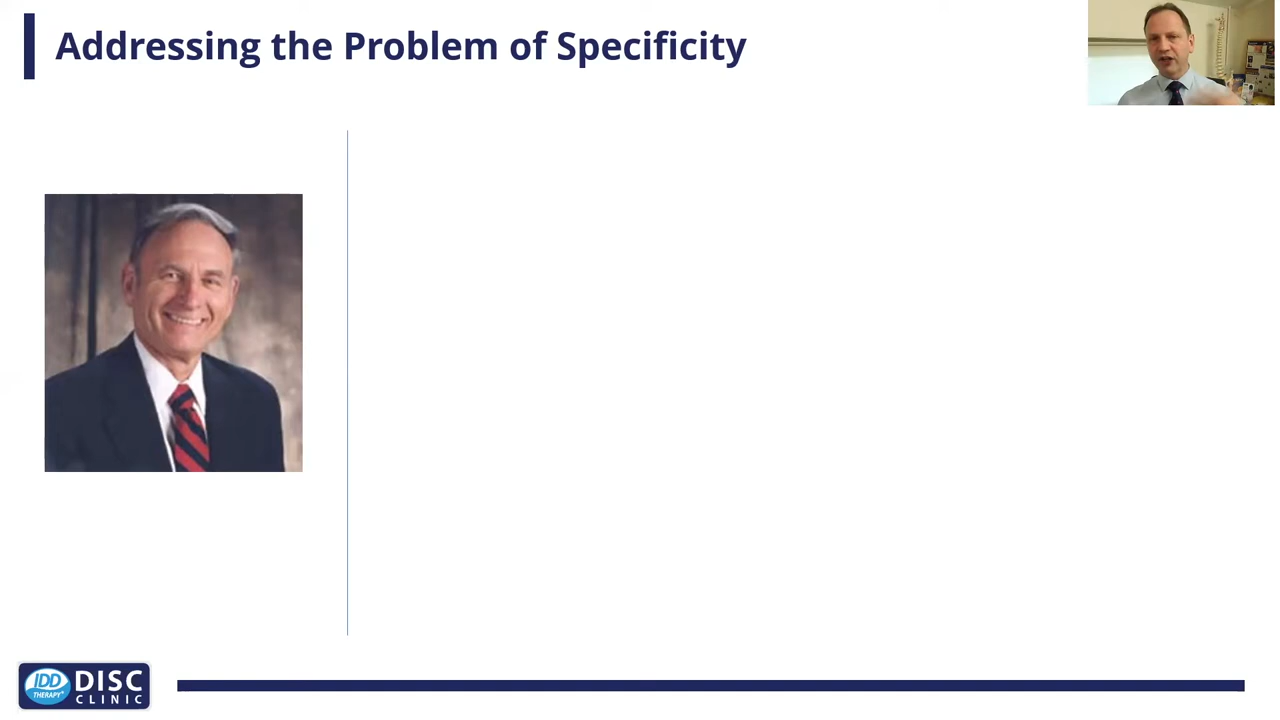 Addressing the Problem of Specificity
IDD
THERAPY
DISC
CLINIC